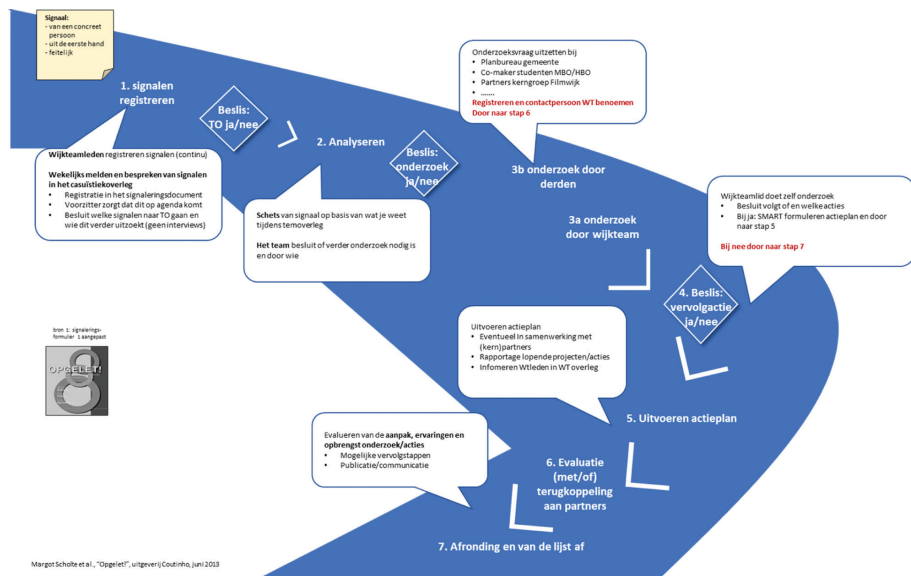 Signaal:
- van een concreet
persoon
- uit de eerste hand
- feitelijk
1. signalen
registreren
Beslis:
TO ja/nee
2. Analyseren
Beslis:
onderzoek
ja/nee
Onderzoeksvraag uitzetten bij
• Planbureau gemeente
• Co-maker studenten MBO/HBO
• Partners kerngroep Filmwijk
• .......
Registreren en contactpersoon WT benoemen
Door naar stap 6
3b onderzoek door
derden
Wijkteamleden registreren signalen (continu)
Wekelijks melden en bespreken van signalen
in het casuïstiekoverleg
• Registratie in het signaleringsdocument
• Voorzitter zorgt dat dit op agenda komt
• Besluit welke signalen naar TO gaan en
wie dit verder uitzoekt (geen interviews)
Schets van signaal op basis van wat je weet
tijdens temoverleg
Het team besluit of verder onderzoek nodig is
en door wie
3a onderzoek
door wijkteam
Wijkteamlid doet zelf onderzoek
• Besluit volgt of en welke acties
• Bij ja: SMART formuleren actieplan en door
naar stap 5
Bij nee door naar stap 7
4. Beslis:
vervolgactie
ja/nee
bron 1: signalerings-
formulier 1 aangepast
OPGELET!
Uitvoeren actieplan
• Eventueel In samenwerking met
(kern)partners
• Rapportage lopende projecten/acties
• Infomeren Wtleden in WT overleg
5. Uitvoeren actieplan
Evalueren van de aanpak, ervaringen en
opbrengst onderzoek/acties
• Mogelijke vervolgstappen
• Publicatie/communicatie
6. Evaluatie
(met/of)
terugkoppeling
aan partners
7. Afronding en van de lijst af
Margot Scholte et al., "Opgelet!", uitgeverij Coutinho, juni 2013